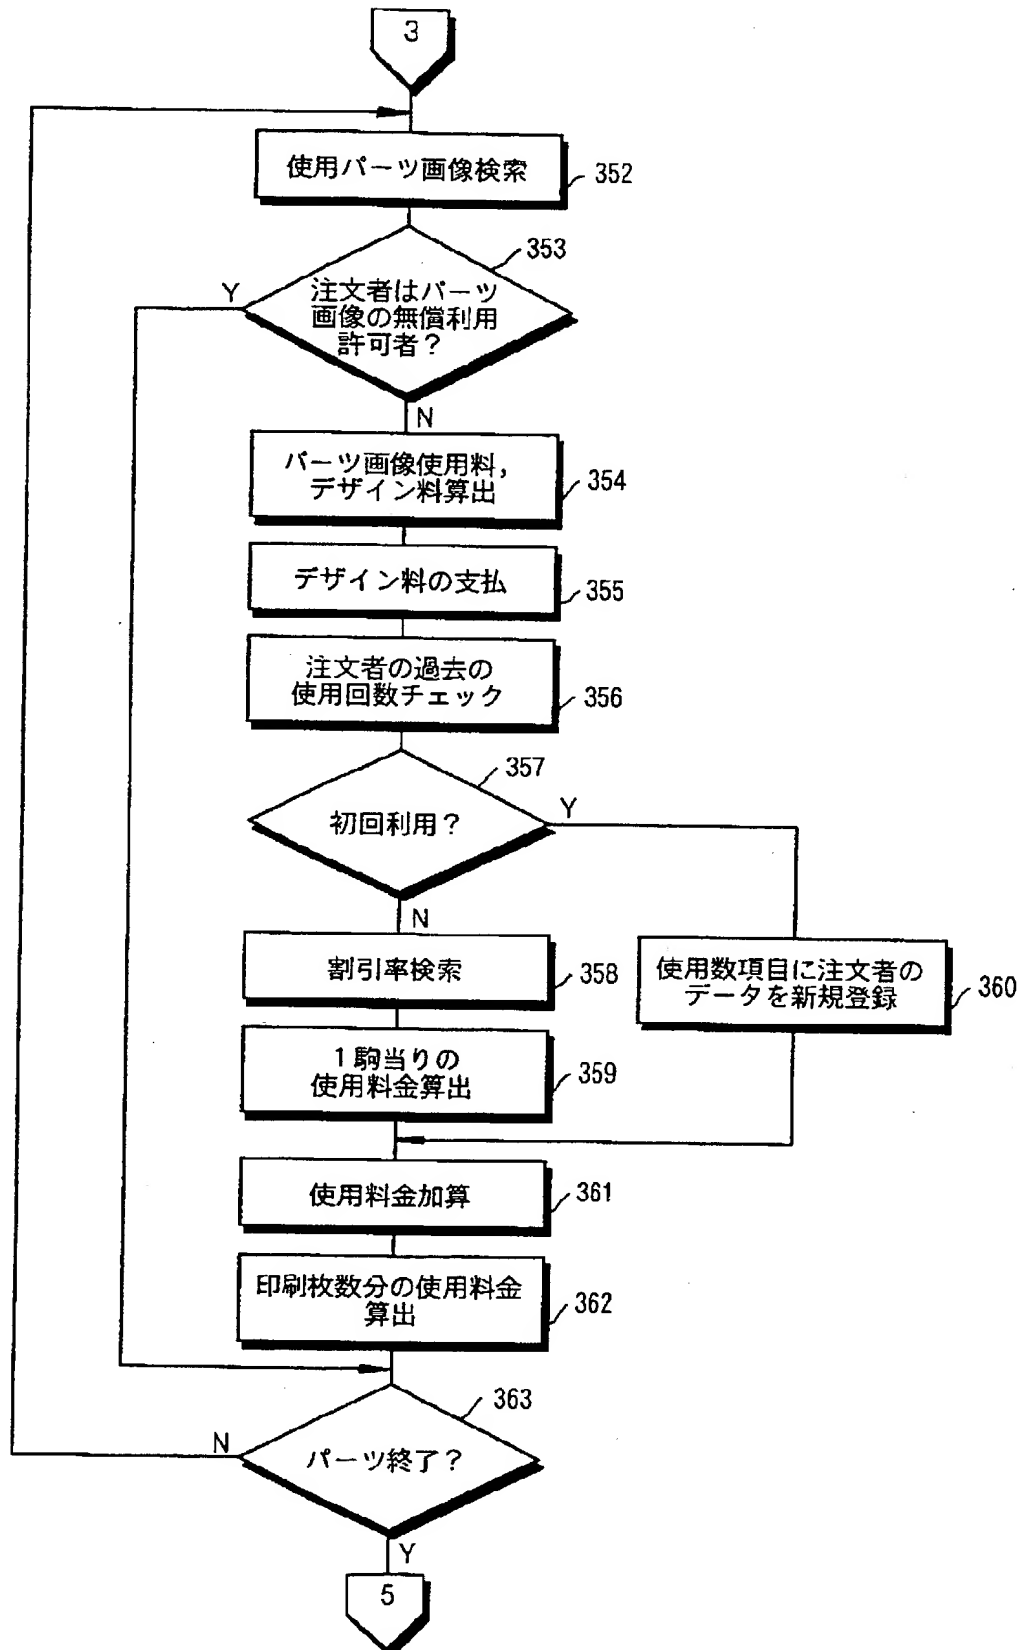 3
使用パーツ画像検索
352
353
Y
注文者はパーツ
画像の無償利用
許可者？
N
パーツ画像使用料,
デザイン料算出
354
デザイン料の支払
355
注文者の過去の
使用回数チェック
356
357
初回利用？
Y
N
割引率検索
358
使用数項目に注文者の
データを新規登録
360
1駒当りの
使用料金算出
359
使用料金加算
361
印刷枚数分の使用料金
算出
362
363
N
パーツ終了？
Y
5